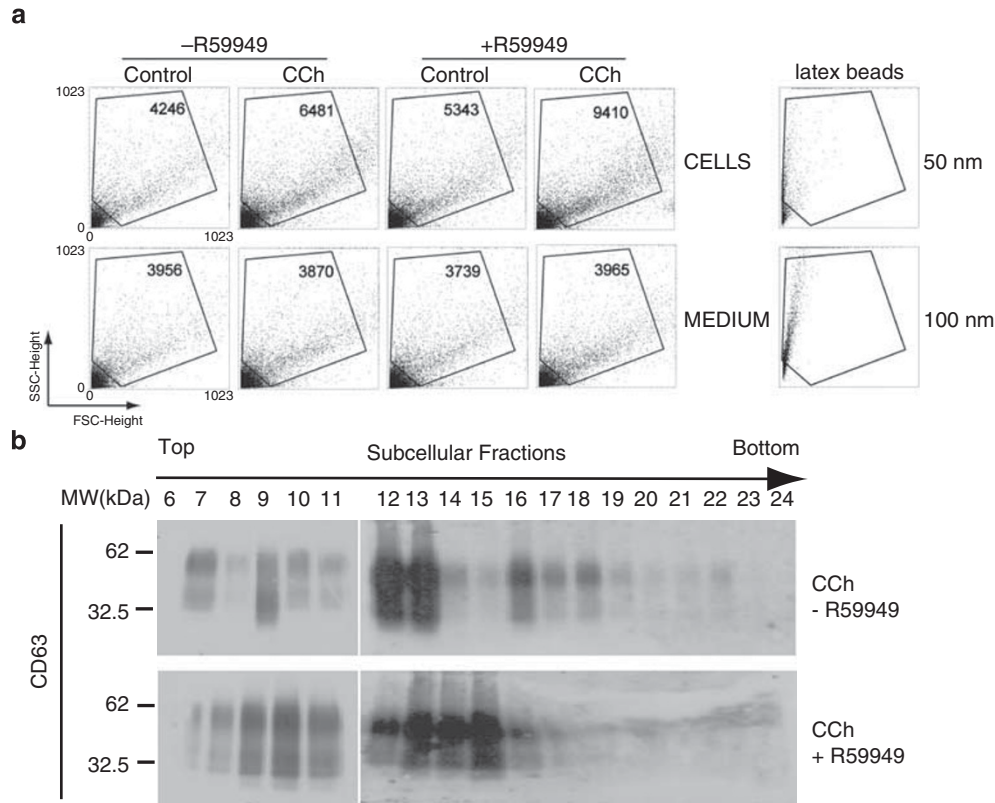 a
–R59949 +R59949
Control CCh Control CCh latex beads
1023 4246 6481 5343 9410 CELLS 50 nm
0
0 1023
1023 3956 3870 3739 3965 MEDIUM 100 nm
0
0 1023
SSC-Height
FSC-Height
b
Top Subcellular Fractions Bottom
MW(kDa) 6 7 8 9 10 11 12 13 14 15 16 17 18 19 20 21 22 23 24
CD63
62
32.5
CCh
- R59949
62
32.5
CCh
+ R59949